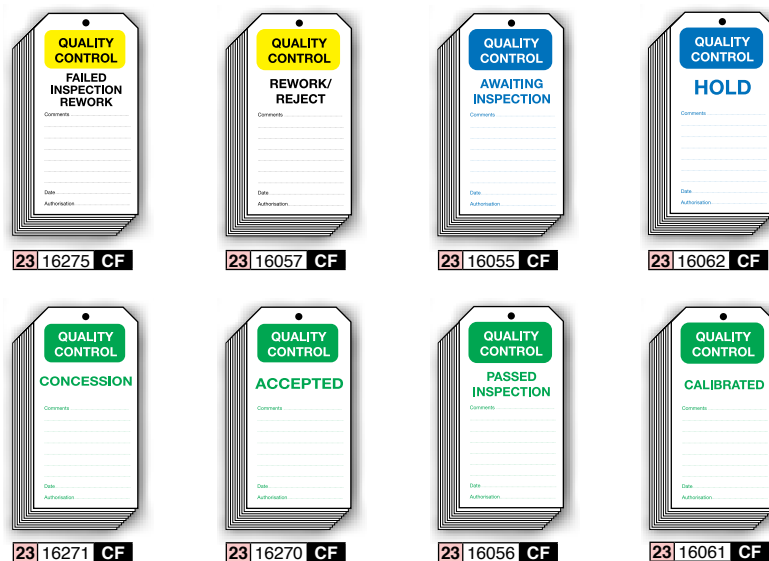 QUALITY
CONTROL
FAILED
INSPECTION
REWORK
Comments
Date
Authorisation
23 16275 CF
QUALITY
CONTROL
REWORK/
REJECT
Comments
Date
Authorisation
23 16057 CF
QUALITY
CONTROL
AWAITING
INSPECTION
Comments
Date
Authorisation
23 16055 CF
QUALITY
CONTROL
HOLD
Comments
Date
Authorisation
23 16062 CF
QUALITY
CONTROL
CONCESSION
Comments
Date
Authorisation
23 16271 CF
QUALITY
CONTROL
ACCEPTED
Comments
Date
Authorisation
23 16270 CF
QUALITY
CONTROL
PASSED
INSPECTION
Comments
Date
Authorisation
23 16056 CF
QUALITY
CONTROL
CALIBRATED
Comments
Date
Authorisation
23 16061 CF